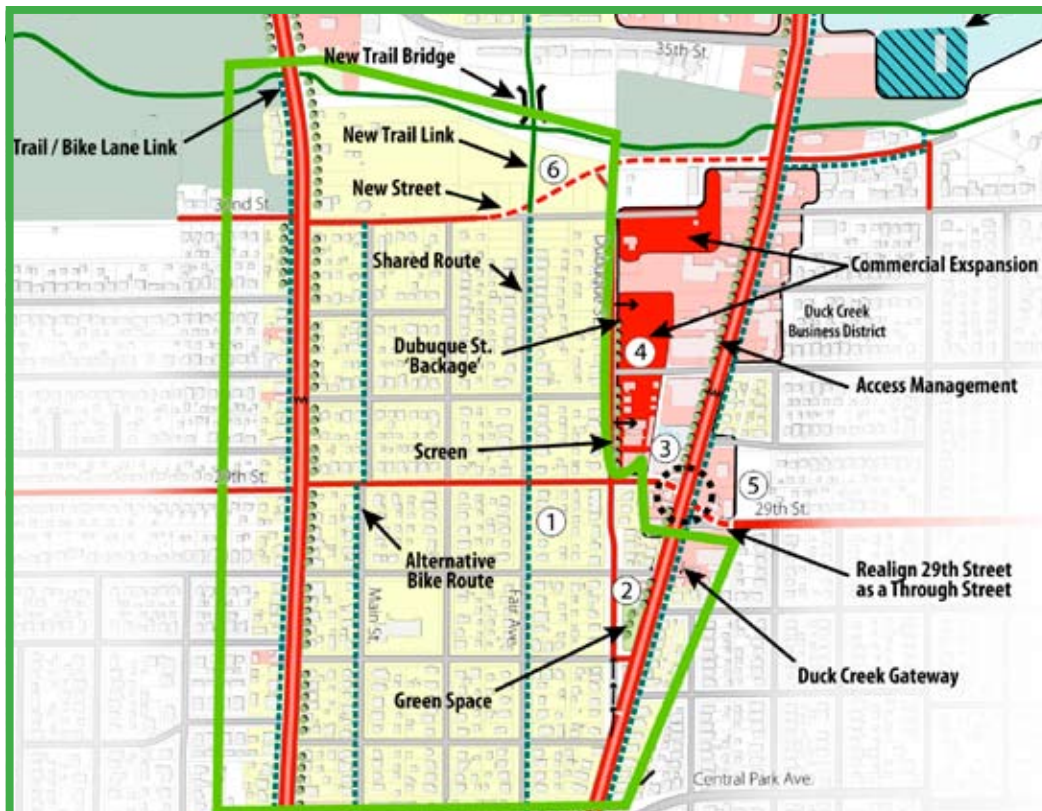 35th St.
New Trail Bridge
Trail / Bike Lane Link
New Trail Link
6
New Street
32nd St.
Shared Route
Dubuque St.
Commercial Exspansion
Duck Creek
Business District
Dubuque St.
'Backage'
4
Access Management
Screen
3
29th St.
5
29th St.
1
Alternative
Bike Route
Realign 29th Street
as a Through Street
2
Main St.
Fair Ave.
Green Space
Duck Creek Gateway
Central Park Ave.